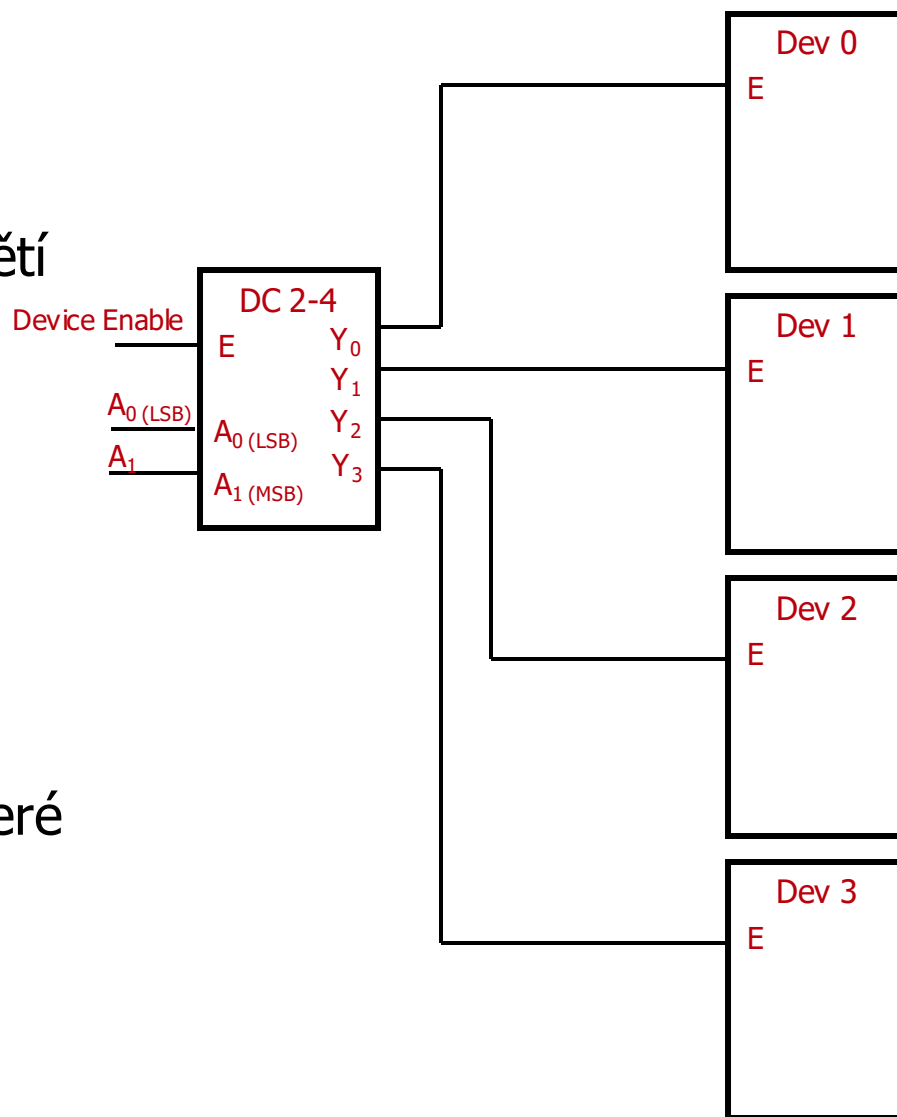 Dev 0
E
ětí
DC 2-4
Device Enable
E
Y0
Y1
A0 (LSB)
A0 (LSB)
Y2
A1
A1 (MSB)
Y3
Dev 1
E
Dev 2
E
eré
Dev 3
E